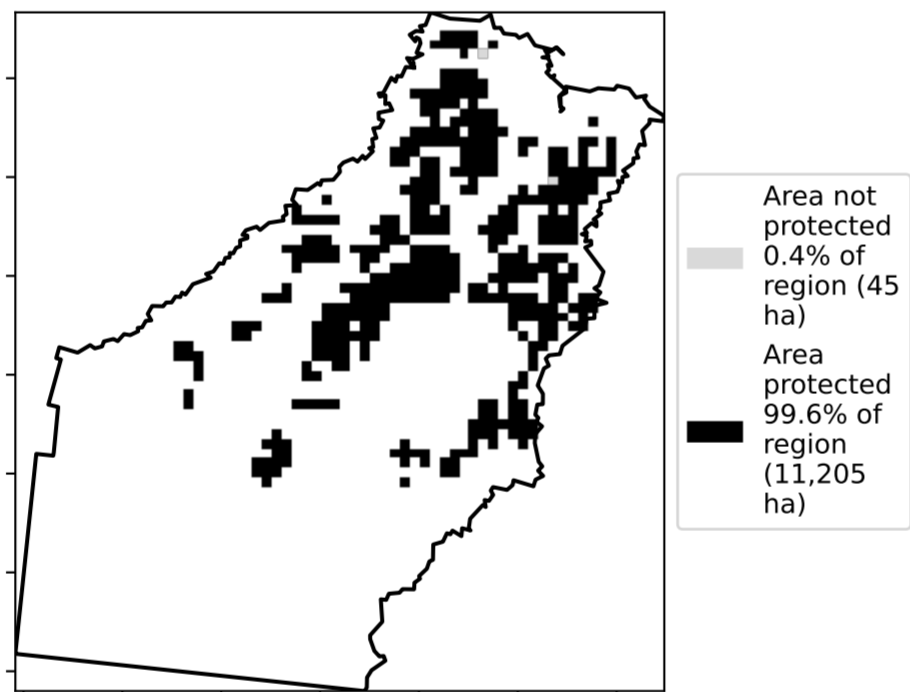 Area not
protected
0.4% of
region (45
ha)
Area
protected
99.6% of
region
(11,205
ha)